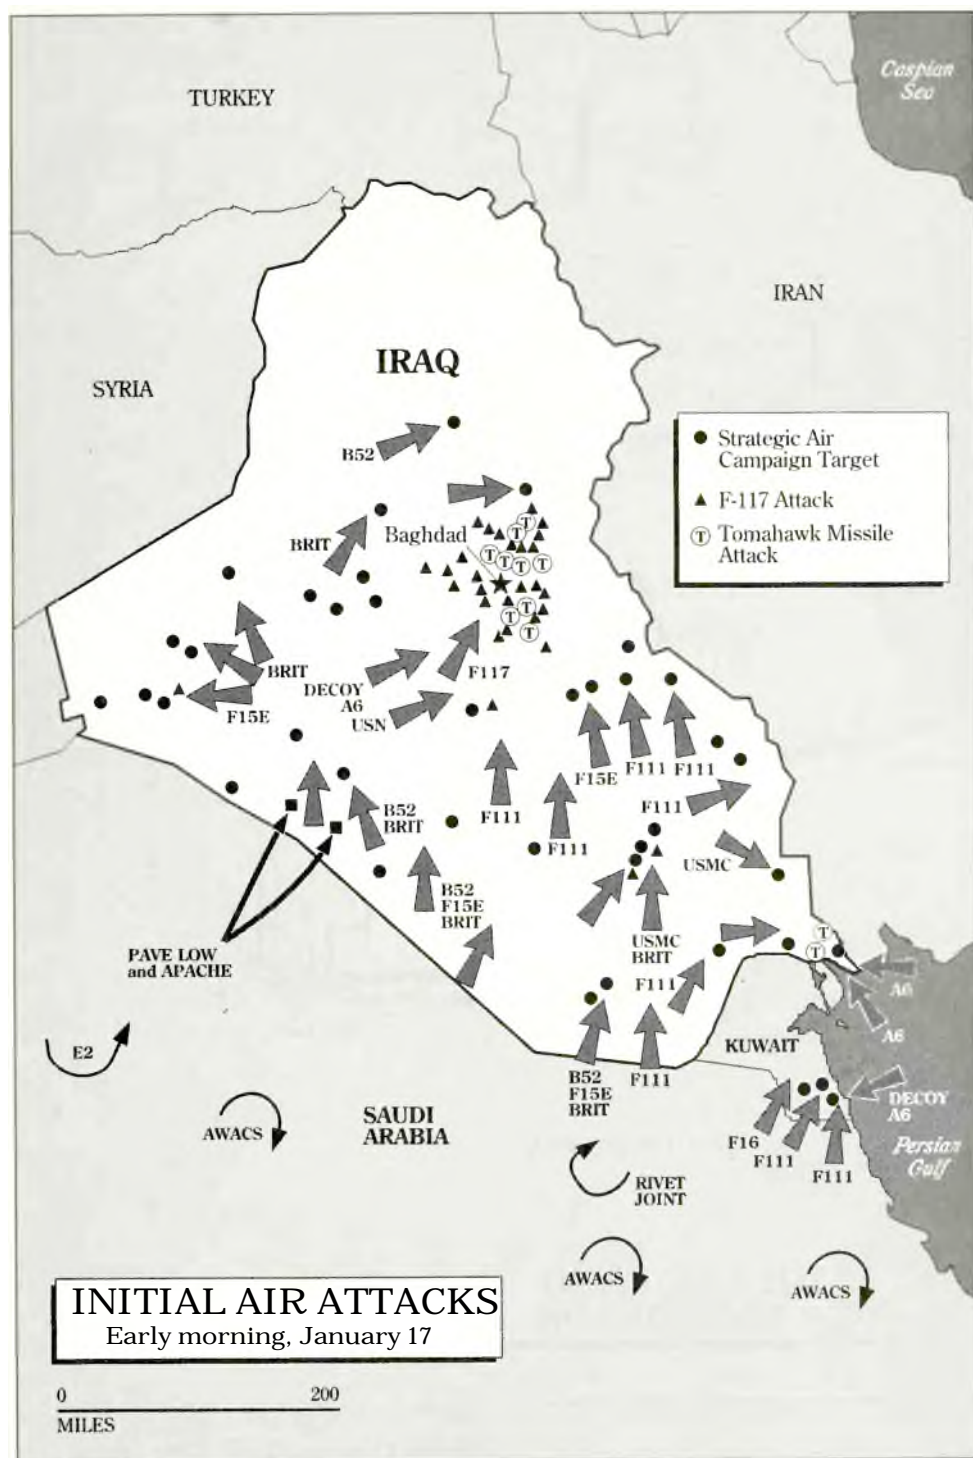 Caspian
Sea
TURKEY
IRAN
IRAQ
SYRIA
Strategic Air
Campaign Target
F-117 Attack
T Tomahawk Missile
Attack
B52
BRIT
Baghdad
T
T
T
T
T
T
T
T
T
BRIT
DECOY
A6
F117
F15E
USN
F15E
F111
F111
F111
F111
F111
B52
BRIT
USMC
B52
F15E
BRIT
USMC
BRIT
T
T
PAVE LOW
and APACHE
F111
A6
A6
E2
KUWAIT
B52
F15E
BRIT
F111
DECOY
A6
SAUDI
ARABIA
AWACS
F16
F111
F111
Persian
Gulf
RIVET
JOINT
AWACS
AWACS
INITIAL AIR ATTACKS
Early morning, January 17
0 200
MILES